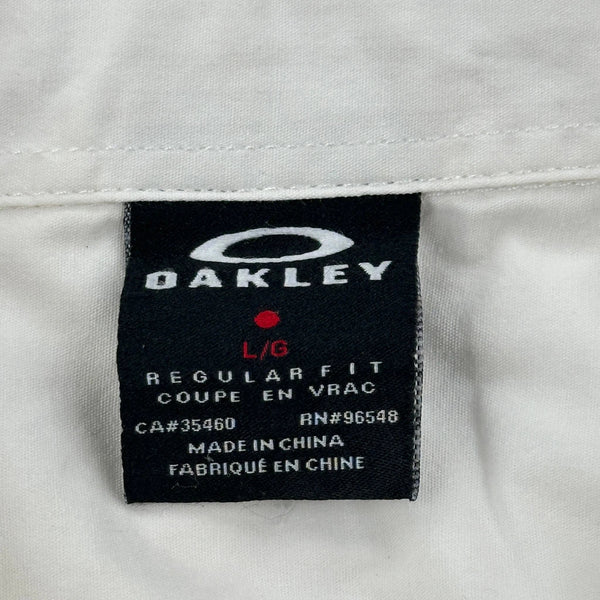 OAKLEY
L/G
REGULAR FIT
COUPE EN VRAC
CA#35460 RN#96548
MADE IN CHINA
FABRIQUÉ EN CHINE